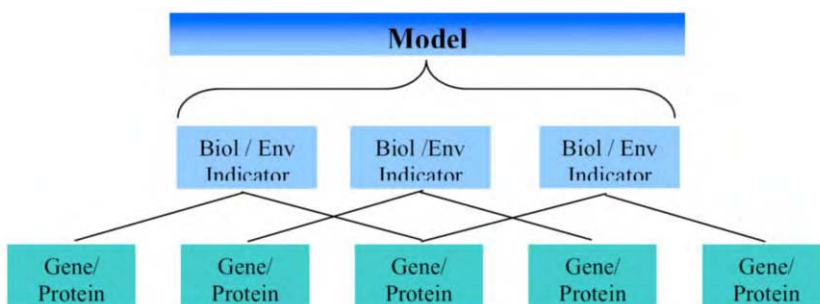 Model
Biol / Env Biol /Env Biol / Env
Indicator Indicator Indicator
Gene/ Gene/ Gene/ Gene/ Gene/
Protein Protein Protein Protein Protein